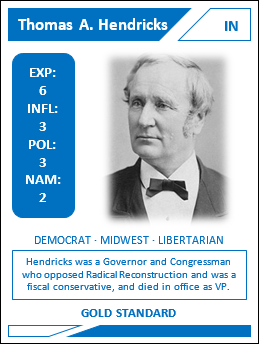 Thomas A. Hendricks IN
EXP:
6
INFL:
3
POL:
3
NAM:
2
DEMOCRAT · MIDWEST · LIBERTARIAN
Hendricks was a Governor and Congressman
who opposed Radical Reconstruction and was a
fiscal conservative, and died in office as VP.
GOLD STANDARD